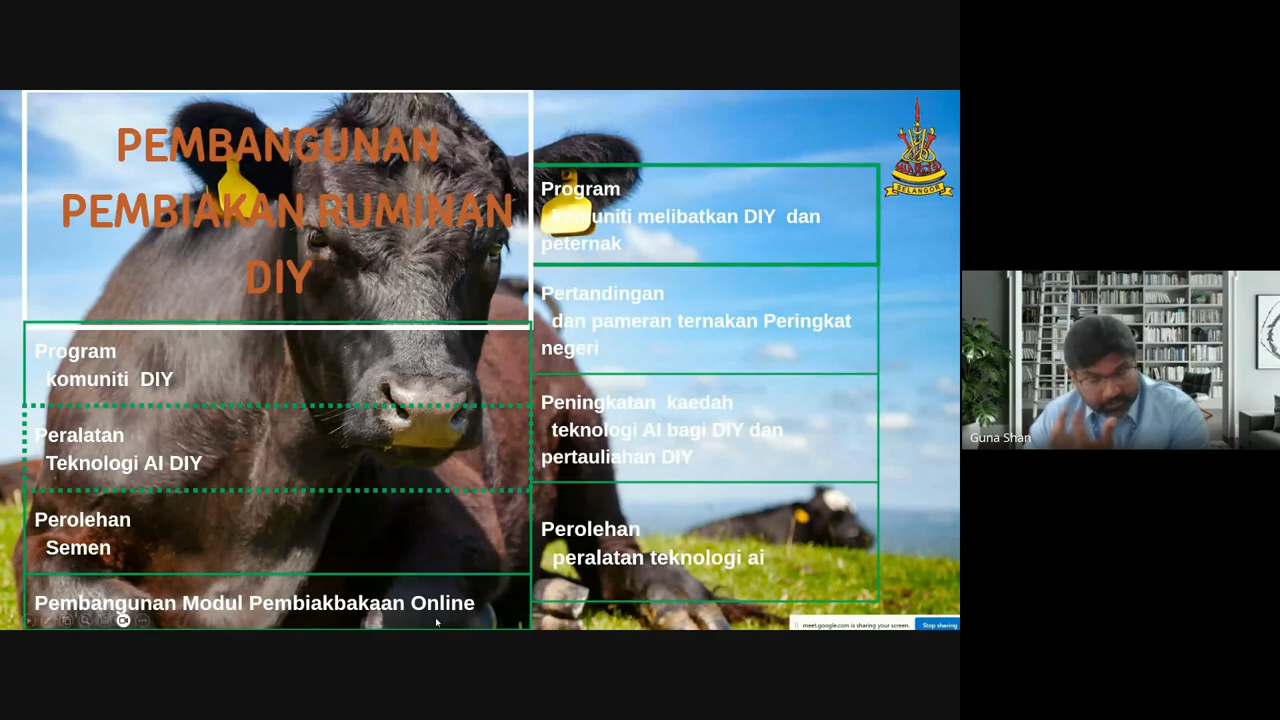 PEMBANGUNAN
PEMBIAKAN RUMINAN
DIY
Program
komuniti DIY
Peralatan
Teknologi AI DIY
Perolehan
Semen
Pembangunan Modul Pembiakbakaan Online
Program
komuniti melibatkan DIY dan
peternak
Pertandingan
dan pameran ternakan Peringkat
negeri
Peningkatan kaedah
teknologi AI bagi DIY dan
pertauliahan DIY
Perolehan
peralatan teknologi ai
SELANGOR
meet.google.com is sharing your screen.
Stop sharing
Guna Shan